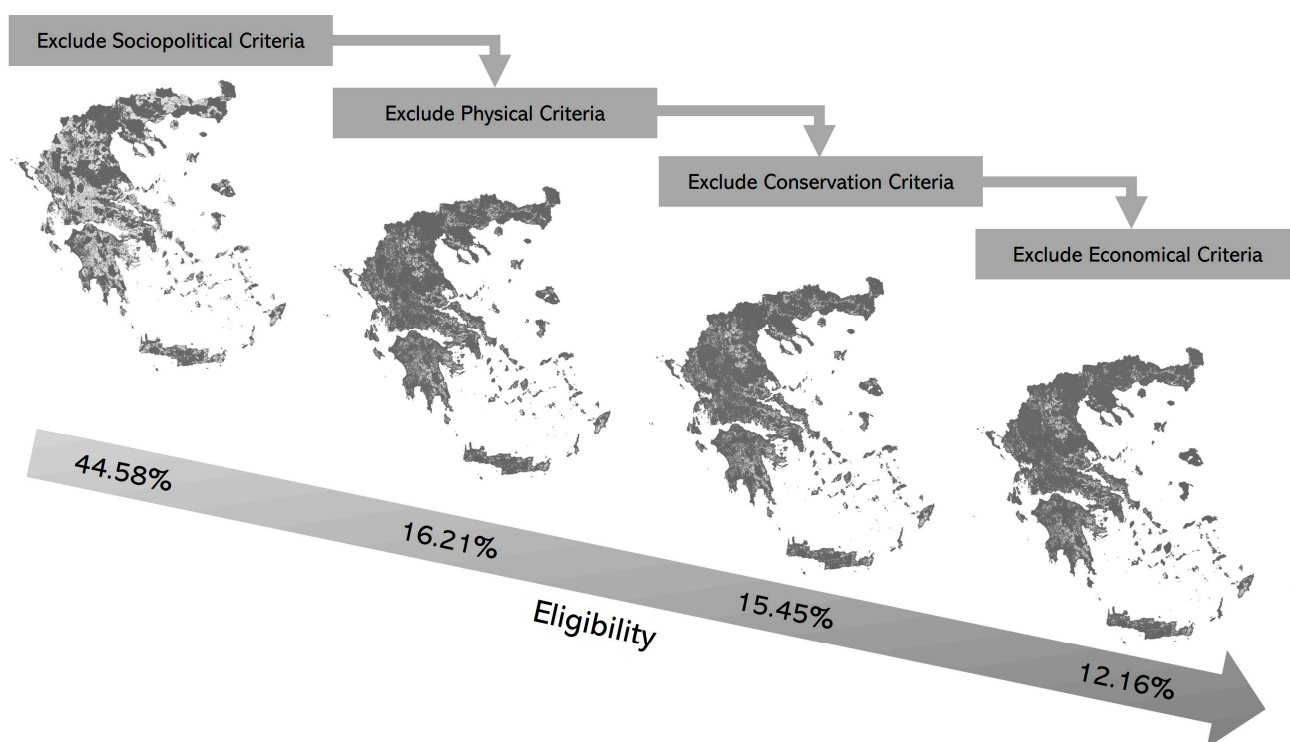 Exclude Sociopolitical Criteria
Exclude Physical Criteria
Exclude Conservation Criteria
Exclude Economical Criteria
44.58%
16.21%
15.45%
12.16%
Eligibility